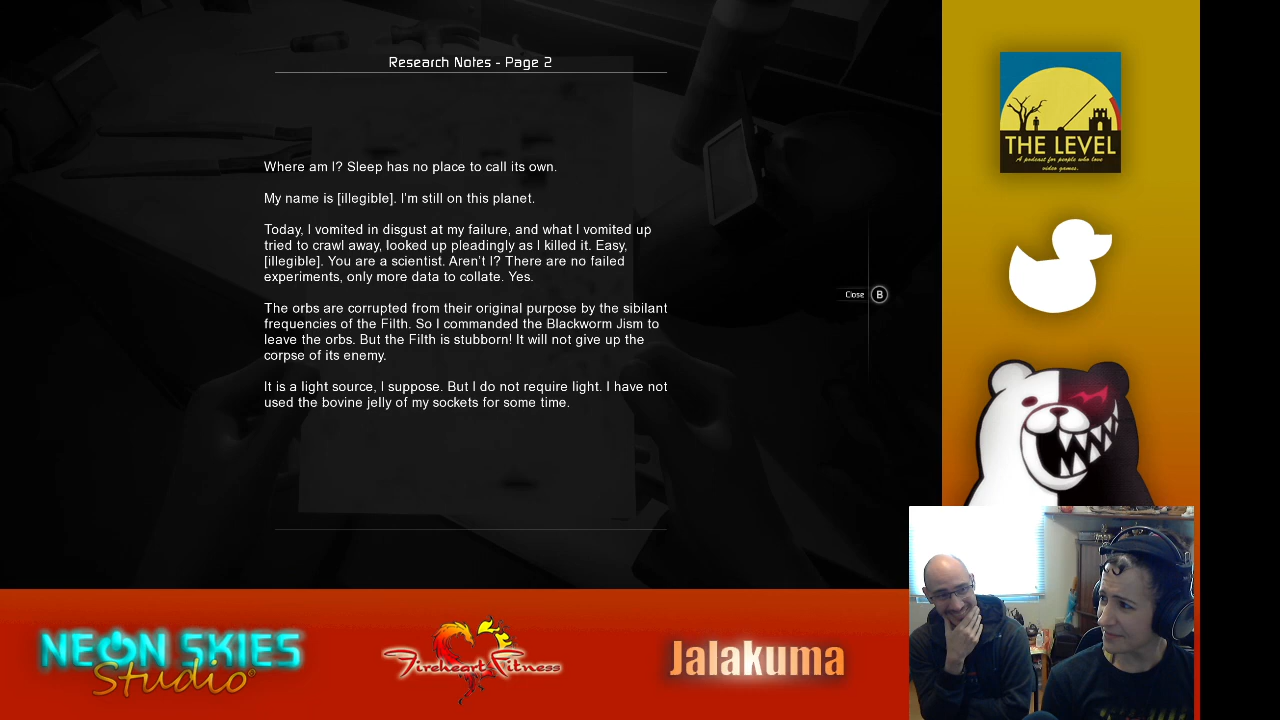 Research Notes - Page 2
Where am I? Sleep has no place to call its own.
My name is [illegible]. I'm still on this planet.
Today, I vomited in disgust at my failure, and what I vomited up
tried to crawl away, looked up pleadingly as I killed it. Easy,
[illegible]. You are a scientist. Aren't I? There are no failed
experiments, only more data to collate. Yes.
The orbs are corrupted from their original purpose by the sibilant
frequencies of the Filth. So I commanded the Blackworm Jism to
leave the orbs. But the Filth is stubborn! It will not give up the
corpse of its enemy.
It is a light source, I suppose. But I do not require light. I have not
used the bovine jelly of my sockets for some time.
Close B
THE LEVEL
A podcast for people who love
video games.
NEON SKIES
Studio
Fireheart Fitness
Jalakuma